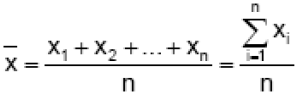 x̄ = (x₁ + x₂ + ... + xₙ) / n = (∑ᵢ₌₁ⁿ xᵢ) / n